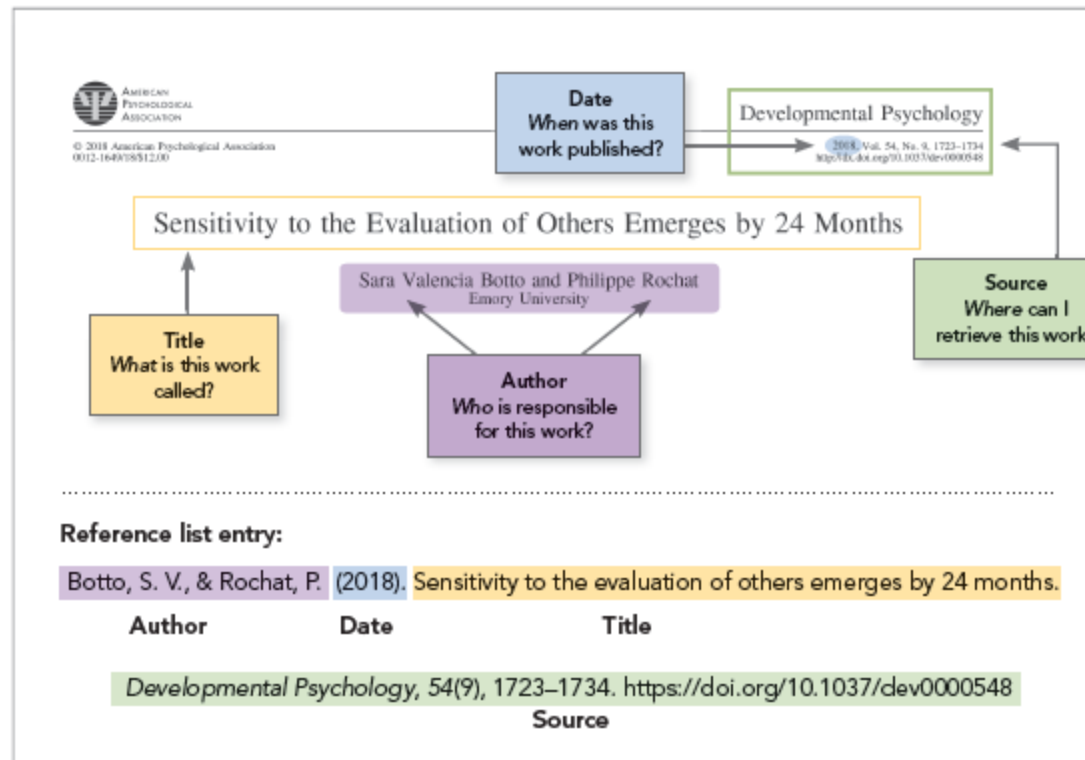 AMERICAN
PSYCHOLOGICAL
ASSOCIATION
© 2018 American Psychological Association
0012-1649/18/$12.00
Date
When was this
work published?
Developmental Psychology
2018, Vol. 54, No. 9, 1723–1734
http://dx.doi.org/10.1037/dev0000548
Sensitivity to the Evaluation of Others Emerges by 24 Months
Sara Valencia Botto and Philippe Rochat
Emory University
Source
Where can I
retrieve this work
Title
What is this work
called?
Author
Who is responsible
for this work?
Reference list entry:
Botto, S. V., & Rochat, P. (2018). Sensitivity to the evaluation of others emerges by 24 months.
Author Date Title
Developmental Psychology, 54(9), 1723–1734. https://doi.org/10.1037/dev0000548
Source